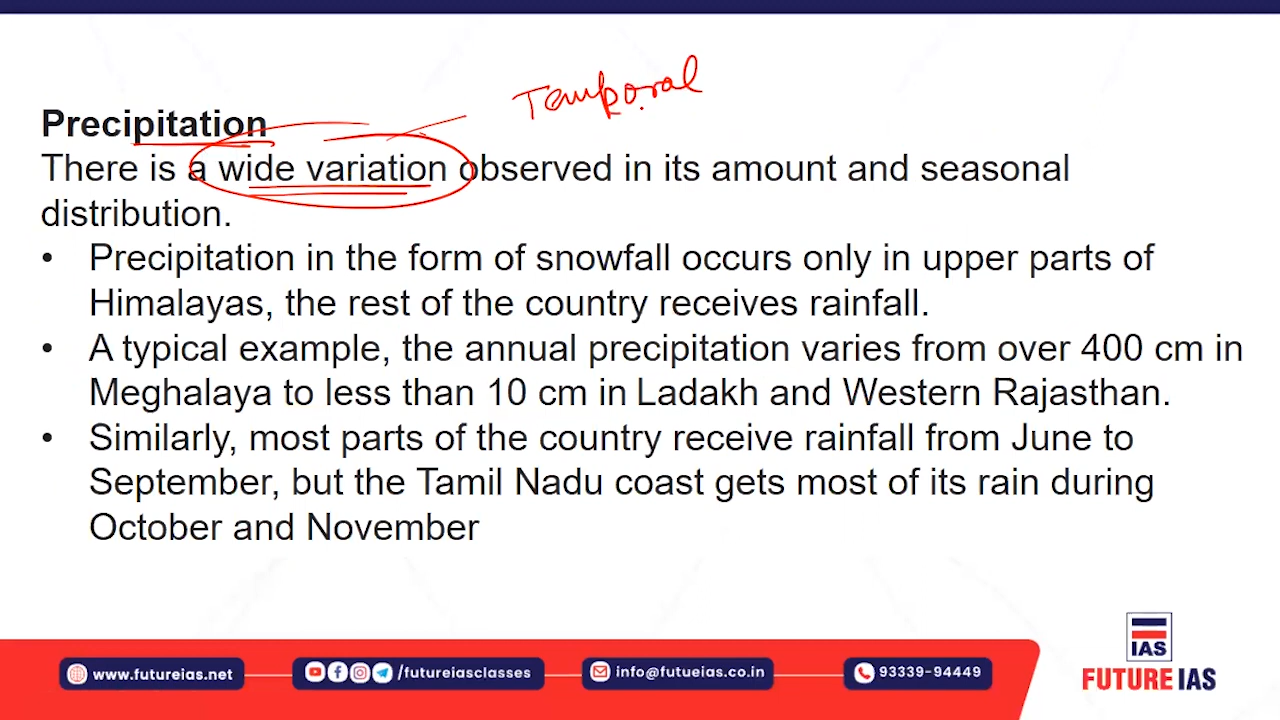 Temporal
Precipitation
There is a wide variation observed in its amount and seasonal
distribution.
• Precipitation in the form of snowfall occurs only in upper parts of
Himalayas, the rest of the country receives rainfall.
• A typical example, the annual precipitation varies from over 400 cm in
Meghalaya to less than 10 cm in Ladakh and Western Rajasthan.
• Similarly, most parts of the country receive rainfall from June to
September, but the Tamil Nadu coast gets most of its rain during
October and November
IAS
www.futureias.net /futureiasclasses info@futueias.co.in 93339-94449 FUTURE IAS